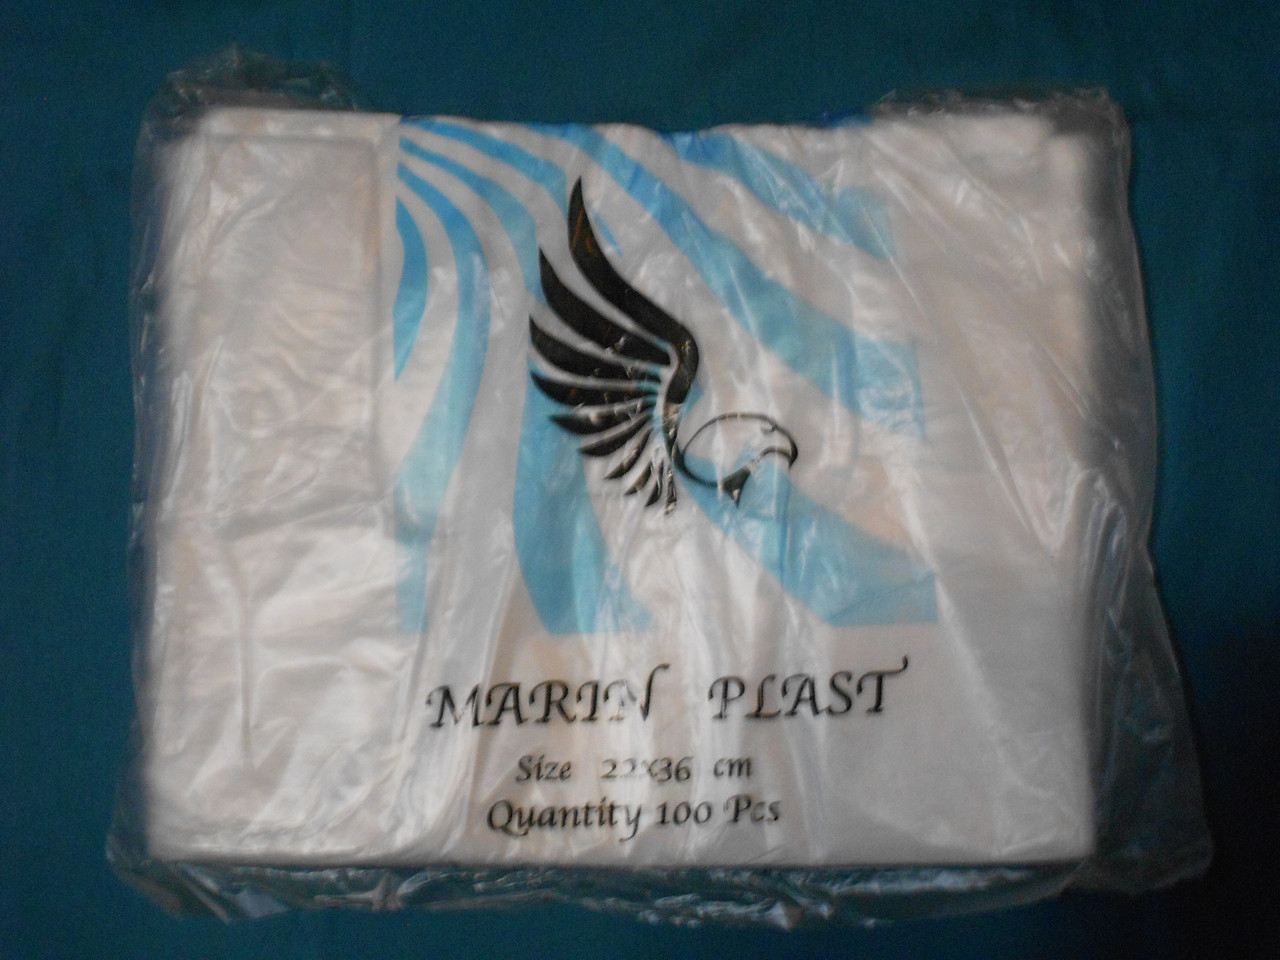 MARIN PLAST
Size 22x36 cm
Quantity 100 Pcs